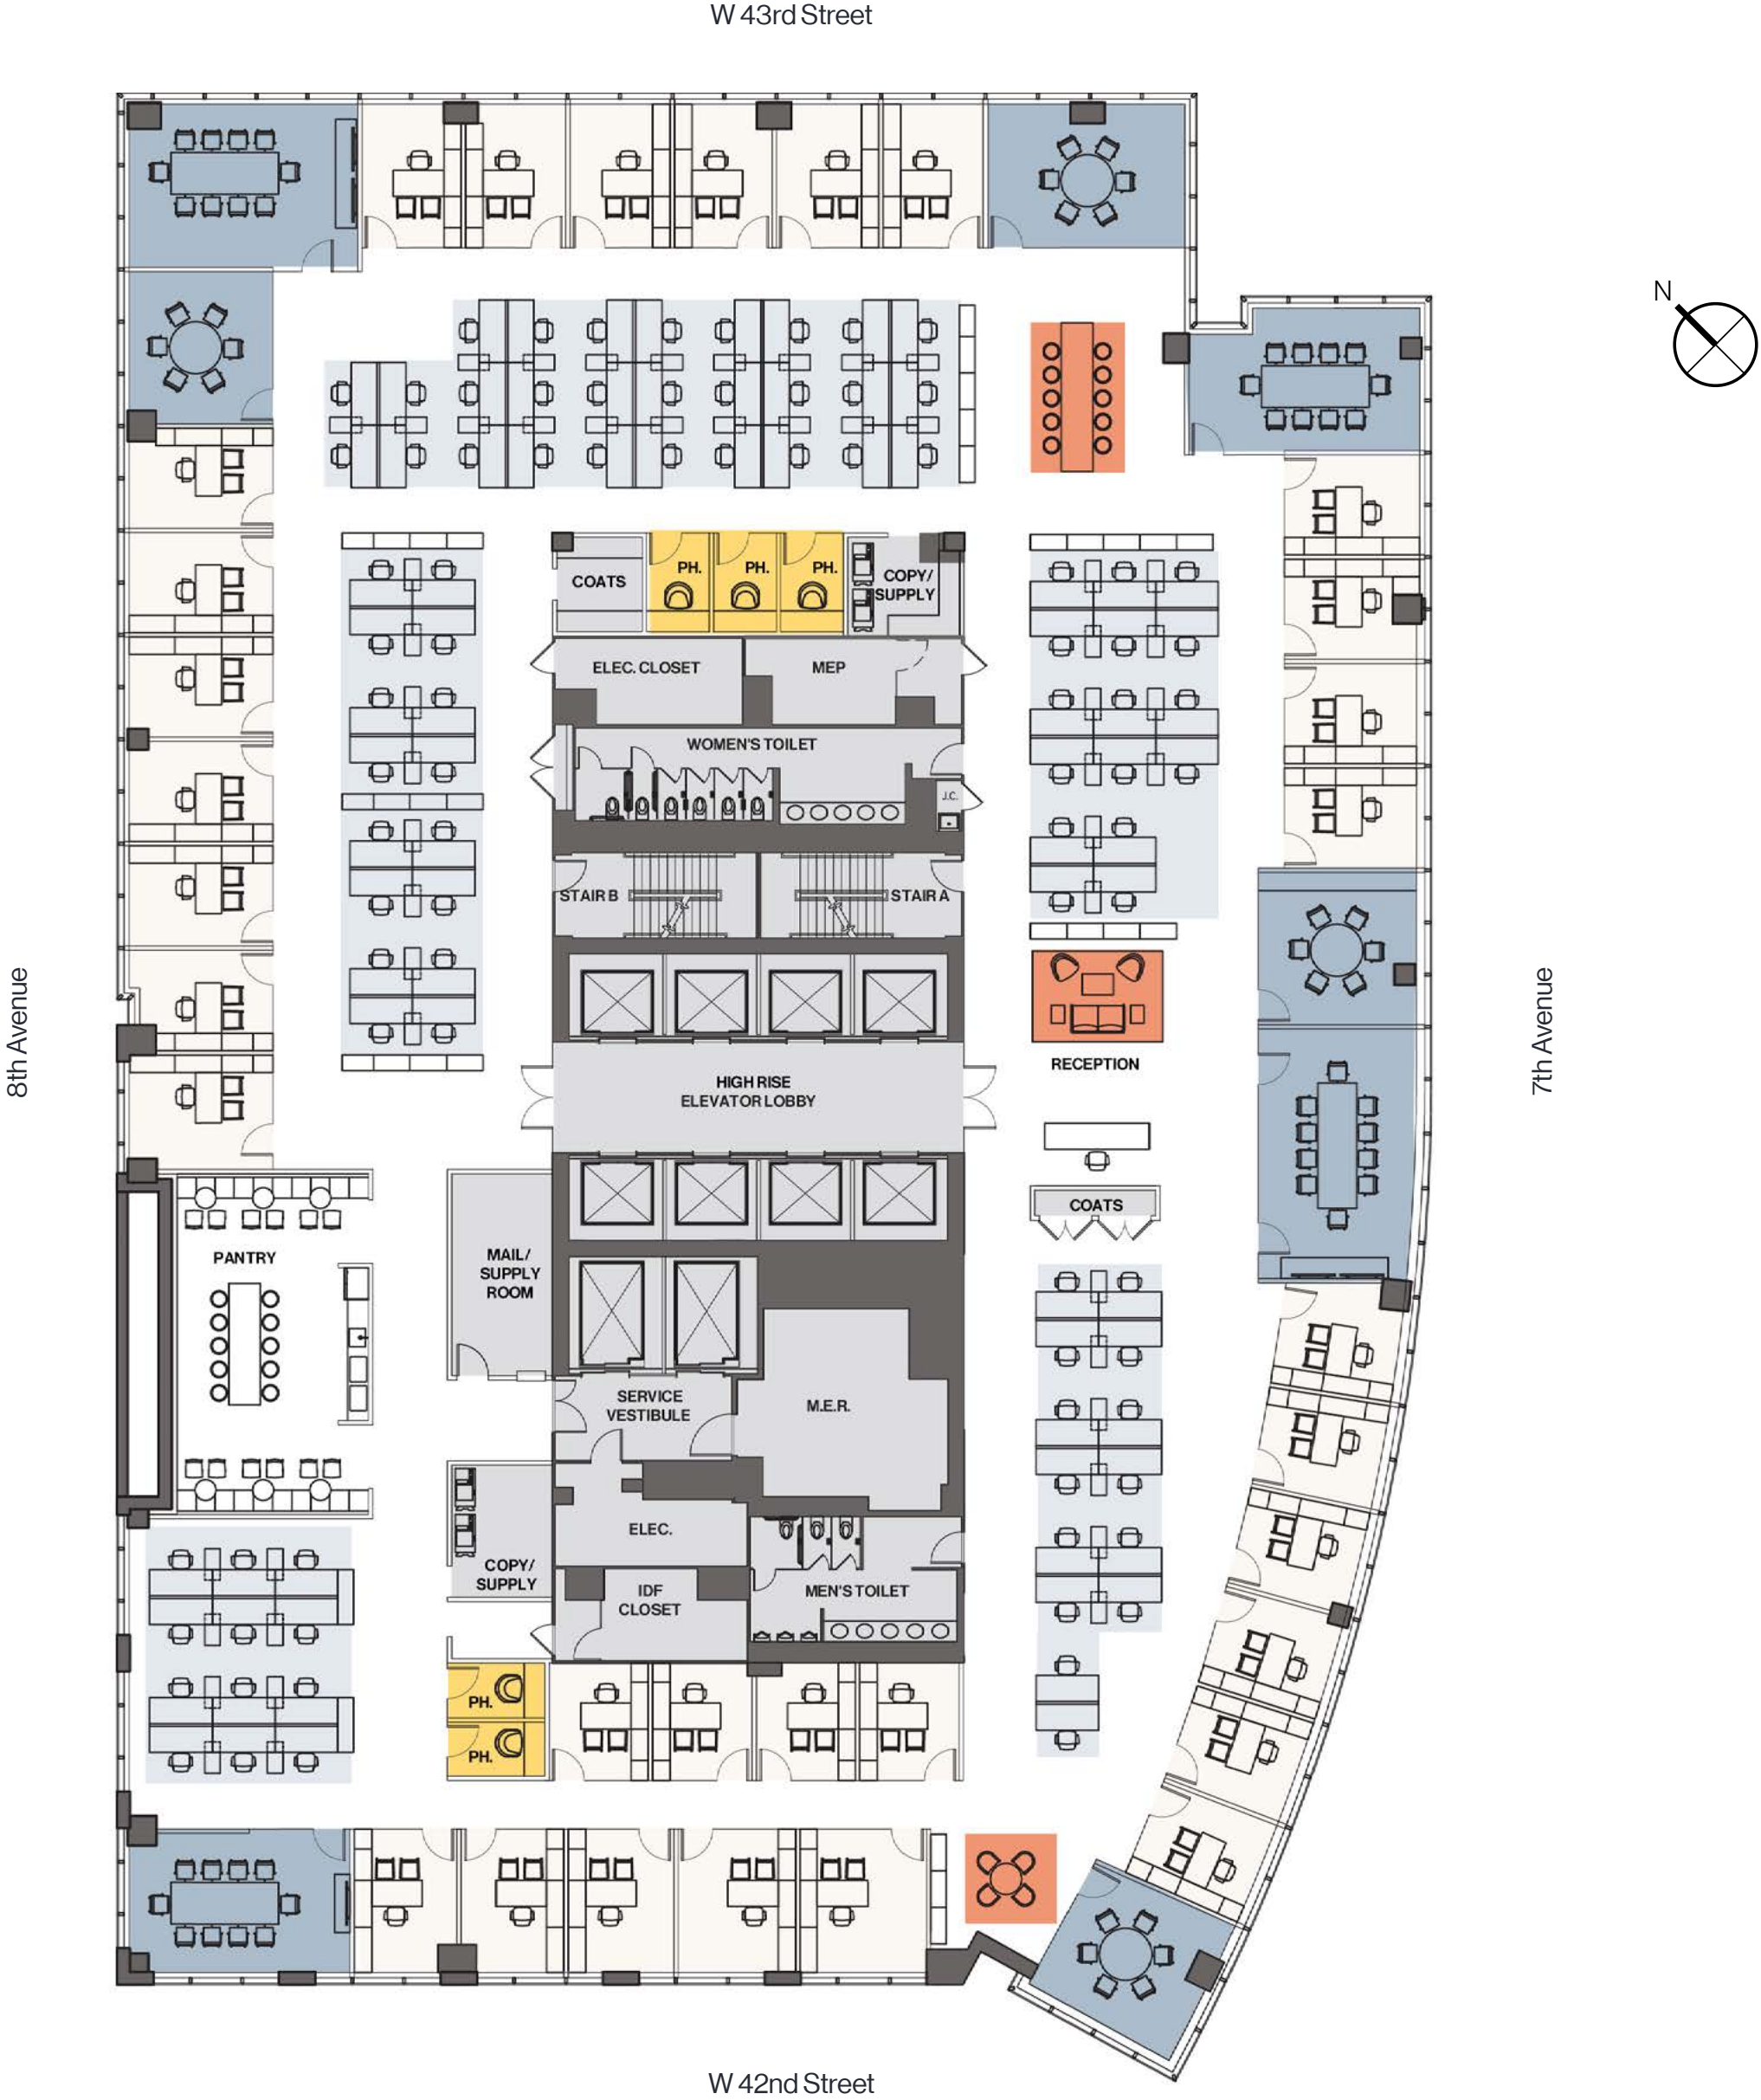 W 43rd Street
N
PH.
PH.
PH.
COATS
COPY/
SUPPLY
ELEC. CLOSET
MEP
WOMEN'S TOILET
J.C.
STAIR B
STAIR A
8th Avenue
7th Avenue
RECEPTION
HIGH RISE
ELEVATOR LOBBY
COATS
PANTRY
MAIL/
SUPPLY
ROOM
SERVICE
VESTIBULE
M.E.R.
ELEC.
COPY/
SUPPLY
IDF
CLOSET
MEN'S TOILET
PH.
PH.
W 42nd Street